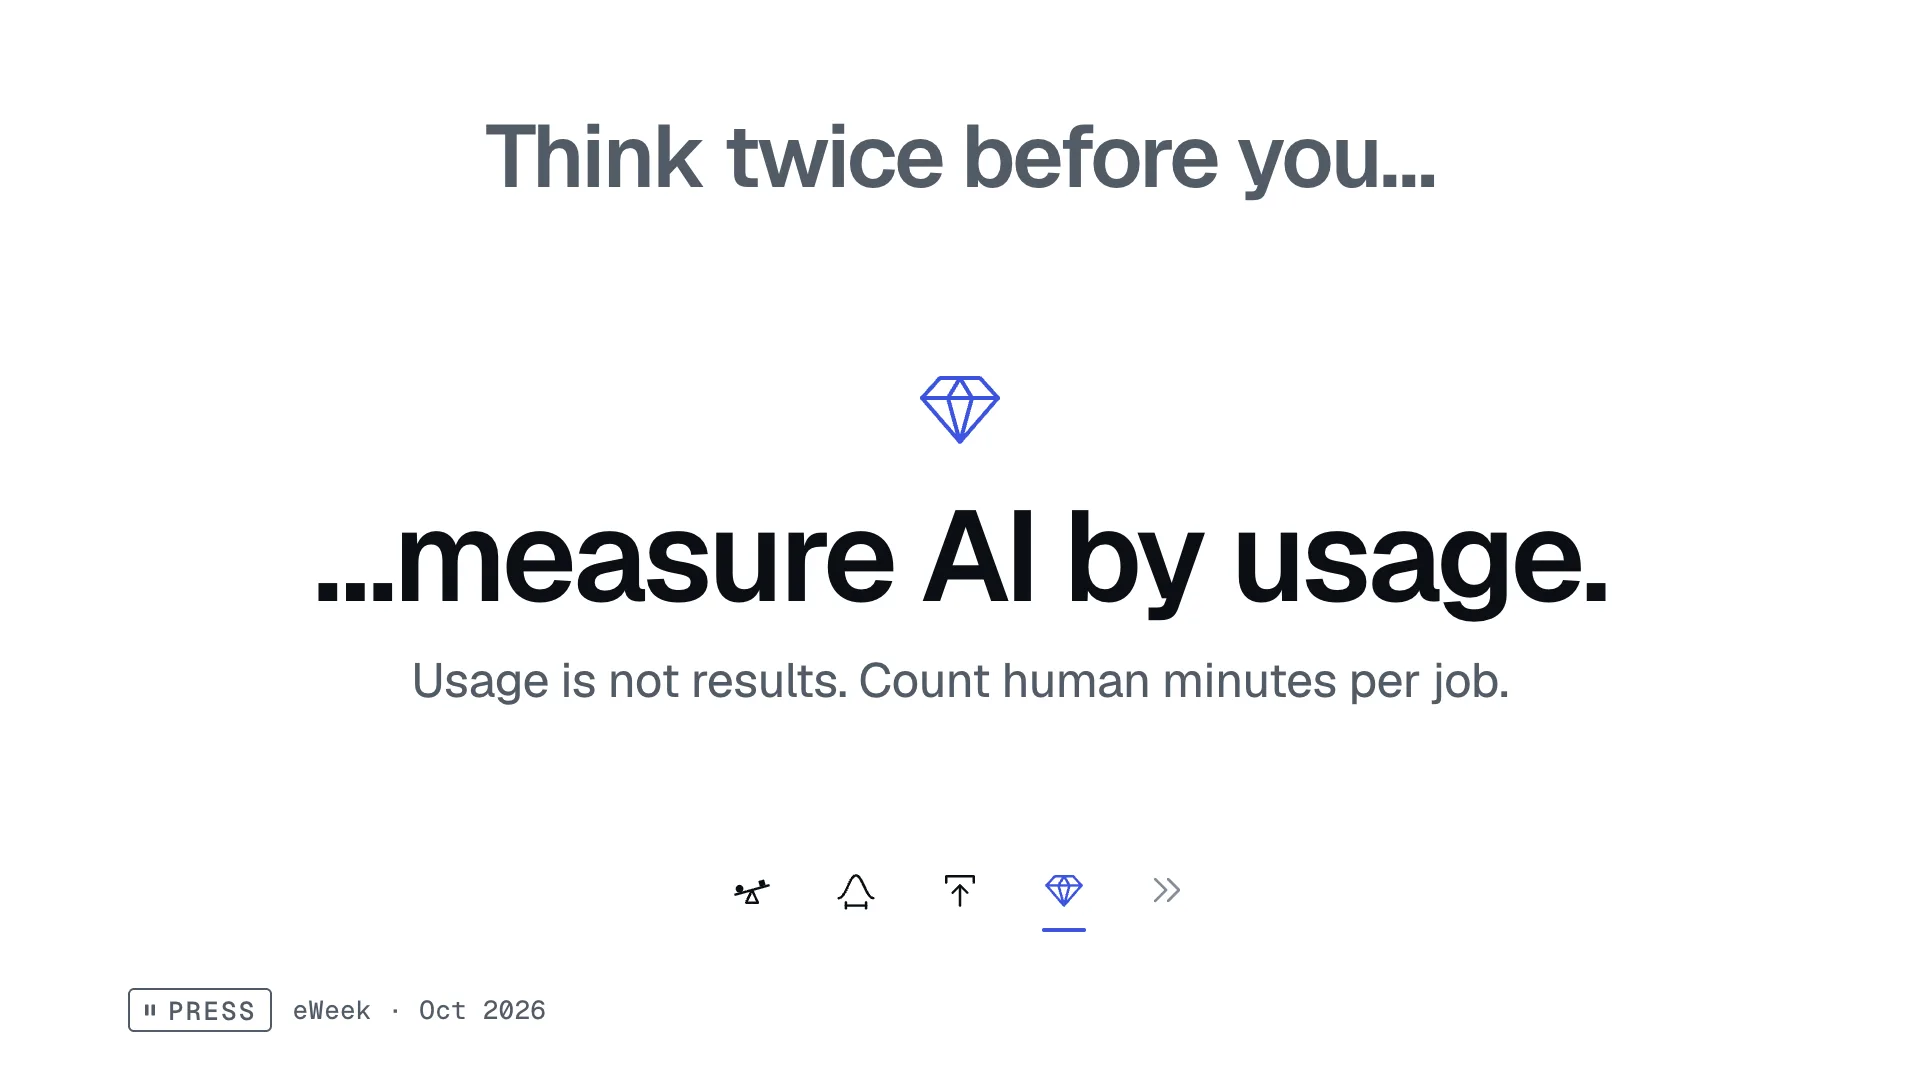 Think twice before you...
...measure AI by usage.
Usage is not results. Count human minutes per job.
PRESS eWeek · Oct 2026